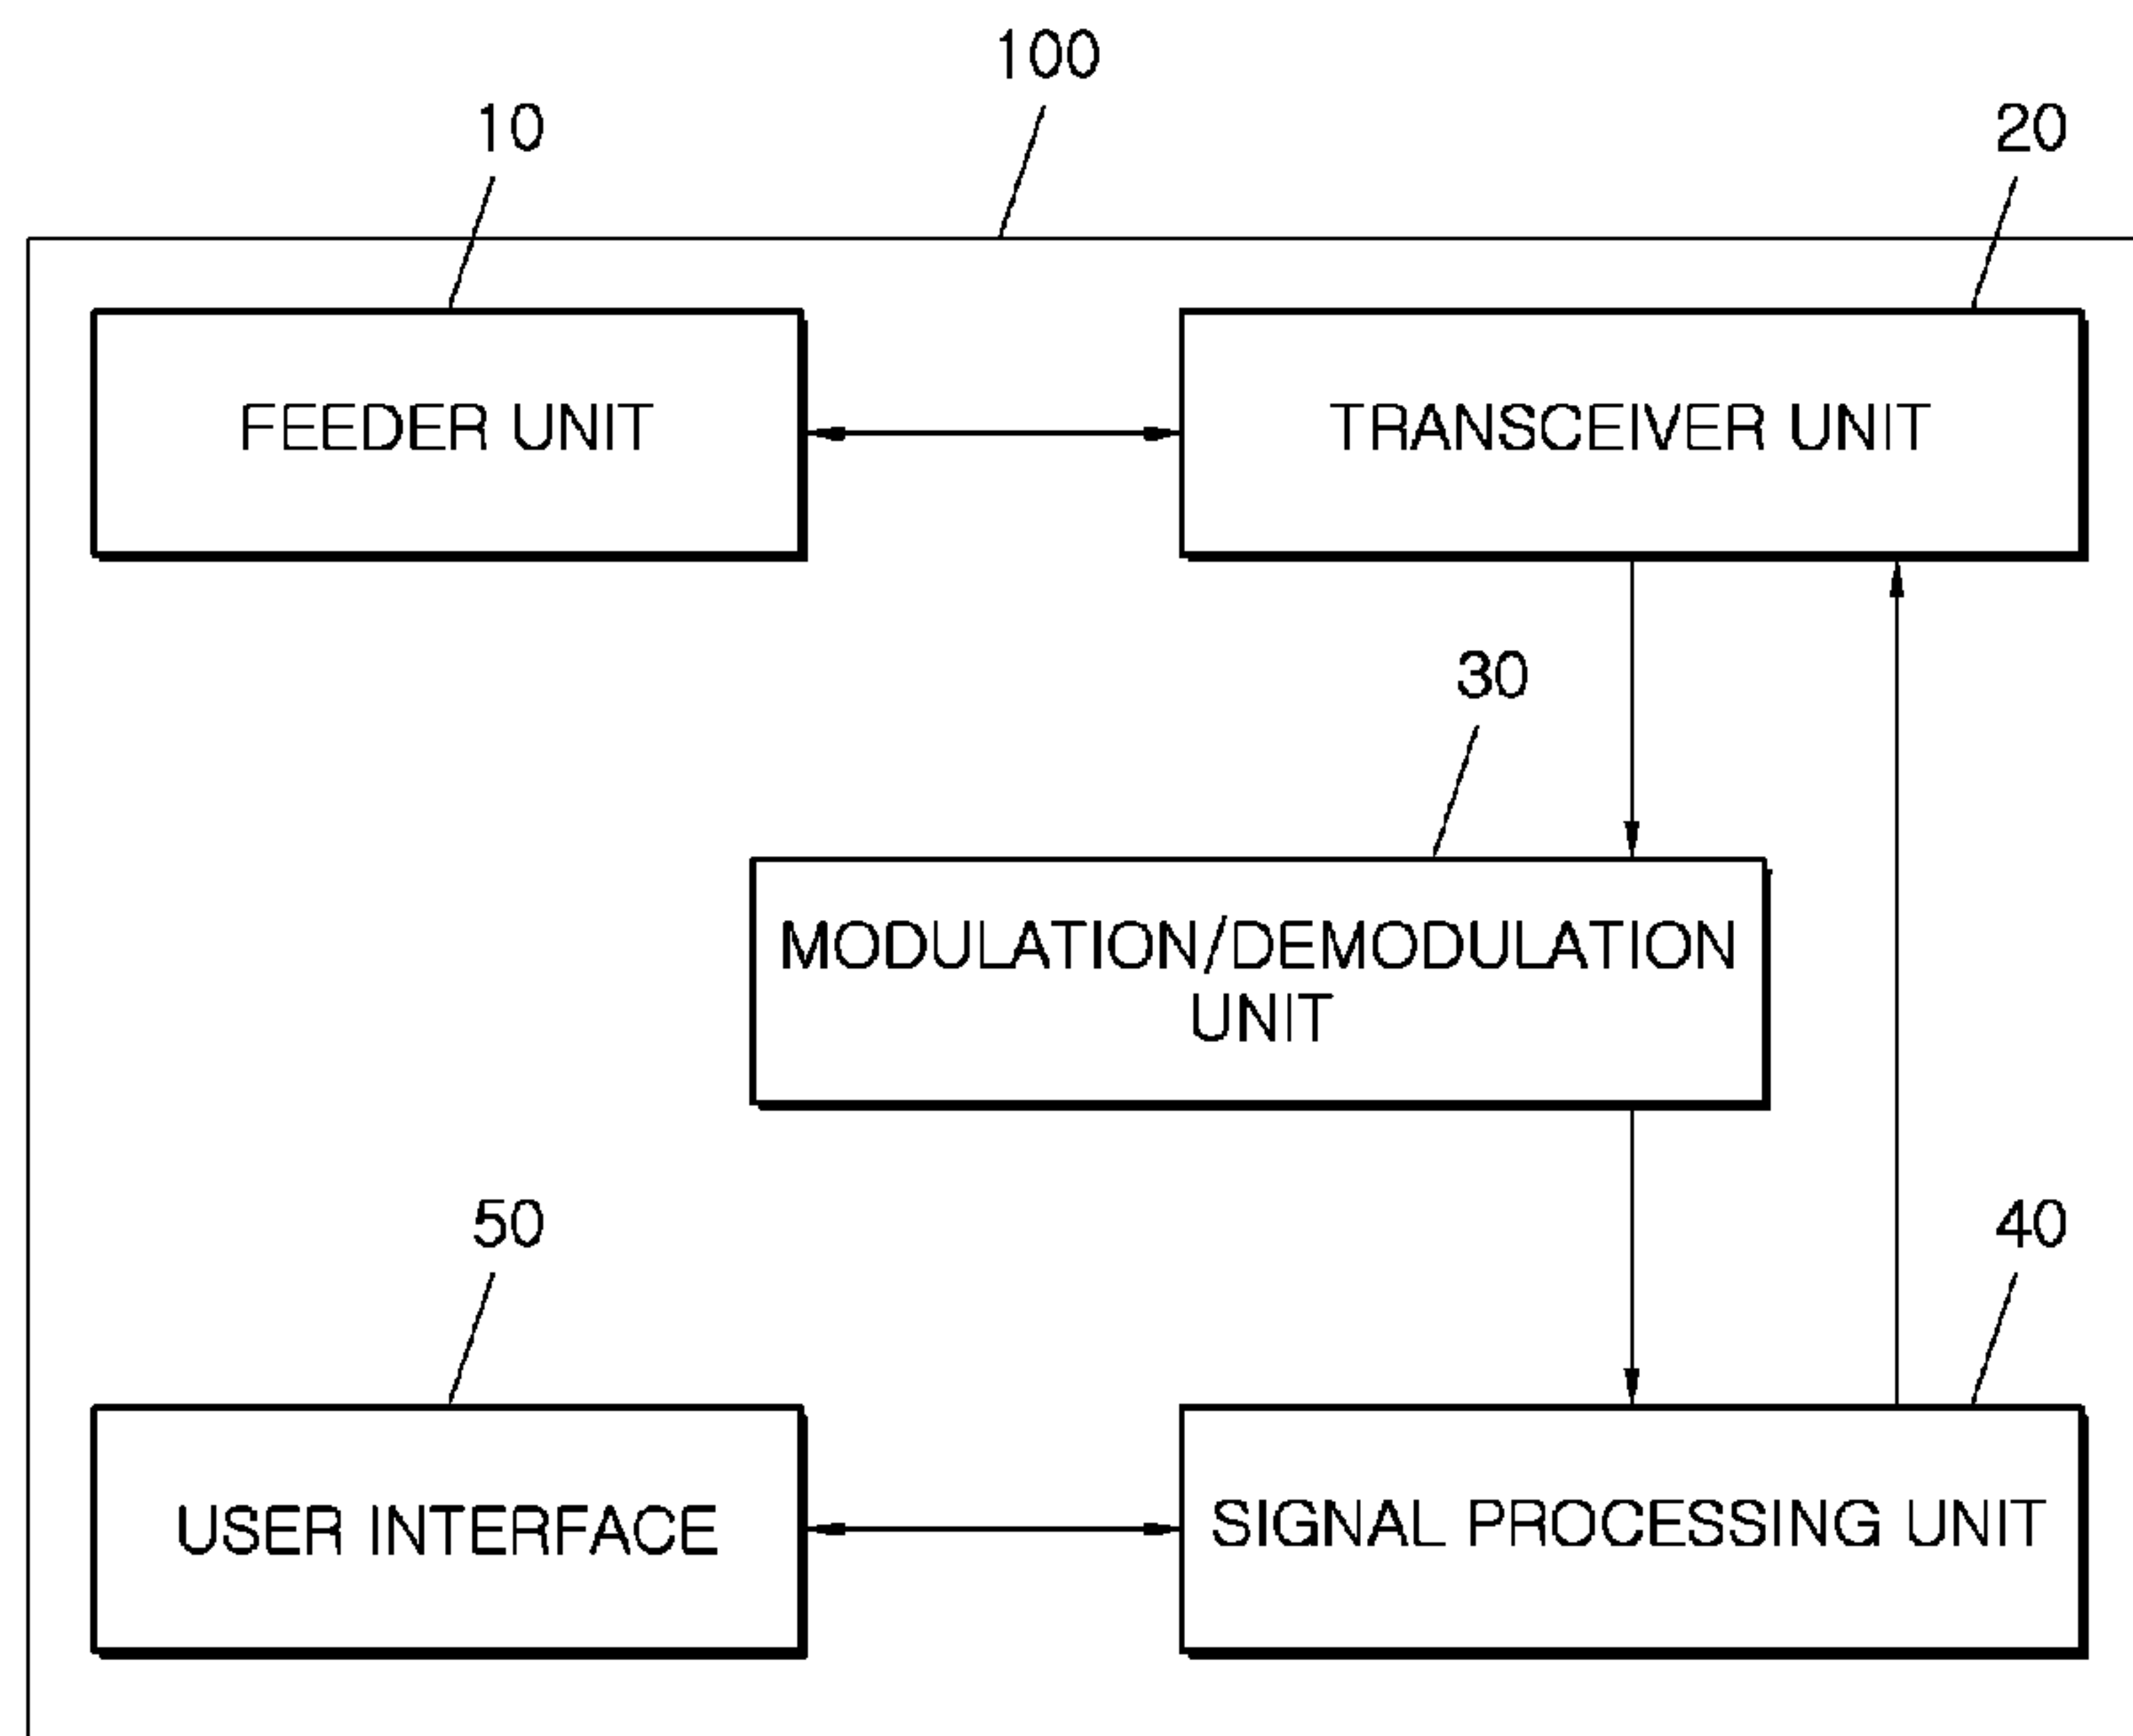 100
10
20
FEEDER UNIT
TRANSCEIVER UNIT
30
MODULATION/DEMODULATION
UNIT
50
40
USER INTERFACE
SIGNAL PROCESSING UNIT